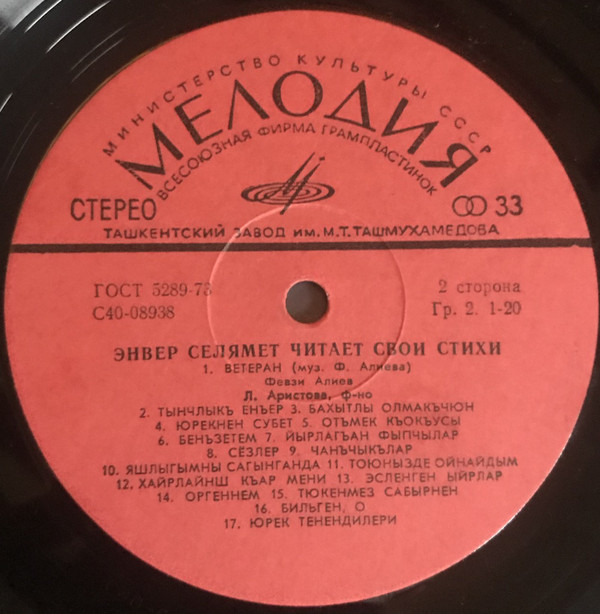 МИНИСТЕРСТВО КУЛЬТУРЫ СССР
МЕЛОДИЯ
ВСЕСОЮЗНАЯ ФИРМА ГРАМПЛАСТИНОК
СТЕРЕО
33
ТАШКЕНТСКИЙ ЗАВОД ИМ. М.Т. ТАШМУХАМЕДОВА
ГОСТ 5289-73
2 сторона
С40-08938
Гр. 2. 1-20
ЭНВЕР СЕЛЯМЕТ ЧИТАЕТ СВОИ СТИХИ
1. ВЕТЕРАН (муз. Ф. Алиева)
Февзи Алиев
Л. Аристова, ф-но
2. ТЫНЧЛЫКЪ ЕНЪЕР 3. БАХЫТЛЫ ОЛМАКЪЧЮН
4. ЮРЕКНЕН СУБЕТ 5. ОТЪМЕК КЪОКЪУСЫ
6. БЕНЪЗЕТЕМ 7. ЙЫРЛАГЪАН ФЫПЧЫЛАР
8. СЁЗЛЕР 9. ЧАНЪЧЫКЪЛАР
10. ЯШЛЫГЫМНЫ САГЫНГАНДА 11. ТОЮНЫЗДЕ ОЙНАЙДЫМ
12. ХАЙРЛАЙНШ КЪАР МЕНИ 13. ЭСЛЕНГЕН ЫЙРЛАР
14. ОРГЕННЕМ 15. ТЮКЕНМЕЗ САБЫРНЕН
16. БИЛЬГЕН, О
17. ЮРЕК ТЕНЕНДИЛЕРИ